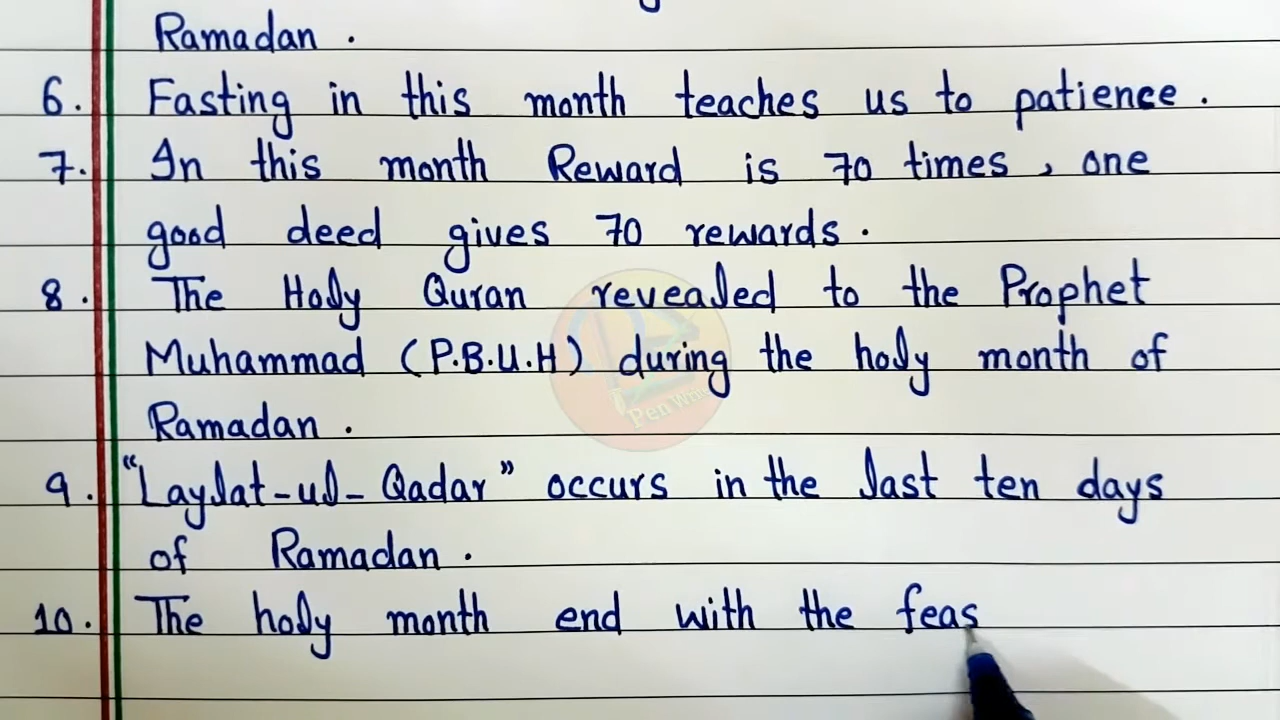 Ramadan .
6. Fasting in this month teaches us to patience .
7. In this month Reward is 70 times , one
good deed gives 70 rewards .
8. The Holy Quran revealed to the Prophet
Muhammad (P.B.U.H) during the holy month of
Ramadan .
9. "Laylat-ul-Qadar" occurs in the last ten days
of Ramadan .
10. The holy month end with the feas
Pen Write